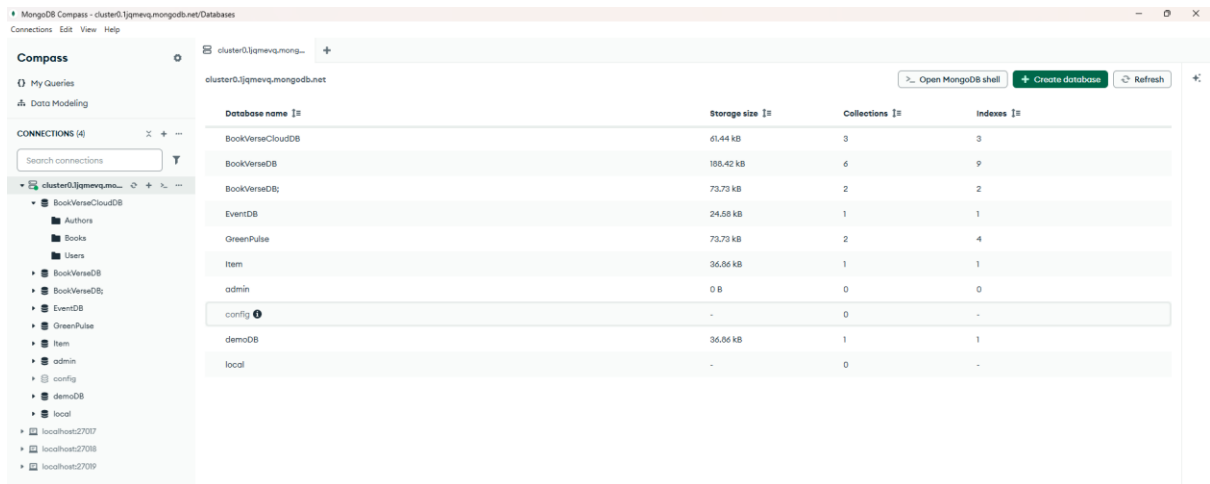 MongoDB Compass - cluster0.1jqmevq.mongodb.net/Databases
Connections Edit View Help
Compass
My Queries
Data Modeling
CONNECTIONS (4)
Search connections
cluster0.1jqmevq.mo...
BookVerseCloudDB
Authors
Books
Users
BookVerseDB
BookVerseDB;
EventDB
GreenPulse
Item
admin
config
demoDB
local
localhost:27017
localhost:27018
localhost:27019
cluster0.1jqmevq.mong...
cluster0.1jqmevq.mongodb.net
>_ Open MongoDB shell + Create database Refresh
Database name Storage size Collections Indexes
BookVerseCloudDB 61.44 kB 3 3
BookVerseDB 188.42 kB 6 9
BookVerseDB; 73.73 kB 2 2
EventDB 24.58 kB 1 1
GreenPulse 73.73 kB 2 4
Item 36.86 kB 1 1
admin 0 B 0 0
config - 0 -
demoDB 36.86 kB 1 1
local - 0 -